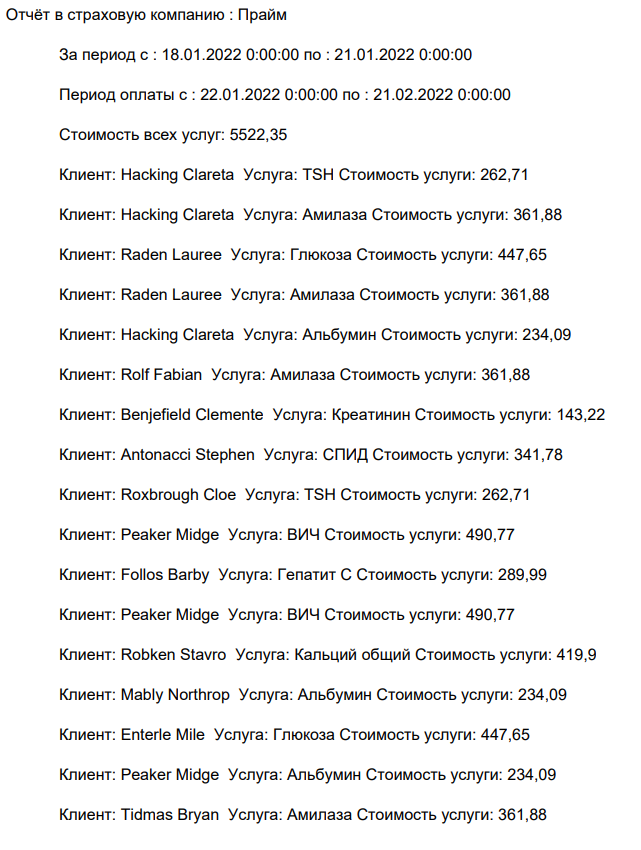 Отчёт в страховую компанию : Прайм
За период с : 18.01.2022 0:00:00 по : 21.01.2022 0:00:00
Период оплаты с : 22.01.2022 0:00:00 по : 21.02.2022 0:00:00
Стоимость всех услуг: 5522,35
Клиент: Hacking Clareta  Услуга: TSH Стоимость услуги: 262,71
Клиент: Hacking Clareta  Услуга: Амилаза Стоимость услуги: 361,88
Клиент: Raden Lauree  Услуга: Глюкоза Стоимость услуги: 447,65
Клиент: Raden Lauree  Услуга: Амилаза Стоимость услуги: 361,88
Клиент: Hacking Clareta  Услуга: Альбумин Стоимость услуги: 234,09
Клиент: Rolf Fabian  Услуга: Амилаза Стоимость услуги: 361,88
Клиент: Benjefield Clemente  Услуга: Креатинин Стоимость услуги: 143,22
Клиент: Antonacci Stephen  Услуга: СПИД Стоимость услуги: 341,78
Клиент: Roxbrough Cloe  Услуга: TSH Стоимость услуги: 262,71
Клиент: Peaker Midge  Услуга: ВИЧ Стоимость услуги: 490,77
Клиент: Follos Barby  Услуга: Гепатит С Стоимость услуги: 289,99
Клиент: Peaker Midge  Услуга: ВИЧ Стоимость услуги: 490,77
Клиент: Robken Stavro  Услуга: Кальций общий Стоимость услуги: 419,9
Клиент: Mably Northrop  Услуга: Альбумин Стоимость услуги: 234,09
Клиент: Enterle Mile  Услуга: Глюкоза Стоимость услуги: 447,65
Клиент: Peaker Midge  Услуга: Альбумин Стоимость услуги: 234,09
Клиент: Tidmas Bryan  Услуга: Амилаза Стоимость услуги: 361,88